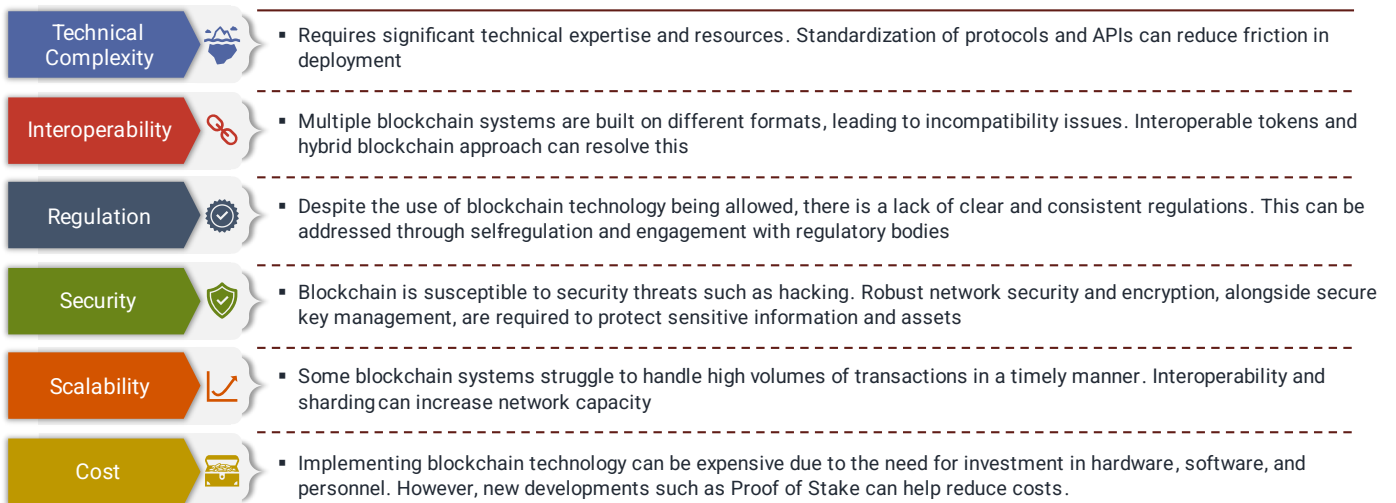 Technical
Complexity
▪ Requires significant technical expertise and resources. Standardization of protocols and APIs can reduce friction in
deployment
Interoperability
▪ Multiple blockchain systems are built on different formats, leading to incompatibility issues. Interoperable tokens and
hybrid blockchain approach can resolve this
Regulation
▪ Despite the use of blockchain technology being allowed, there is a lack of clear and consistent regulations. This can be
addressed through selfregulation and engagement with regulatory bodies
Security
▪ Blockchain is susceptible to security threats such as hacking. Robust network security and encryption, alongside secure
key management, are required to protect sensitive information and assets
Scalability
▪ Some blockchain systems struggle to handle high volumes of transactions in a timely manner. Interoperability and
sharding can increase network capacity
Cost
▪ Implementing blockchain technology can be expensive due to the need for investment in hardware, software, and
personnel. However, new developments such as Proof of Stake can help reduce costs.